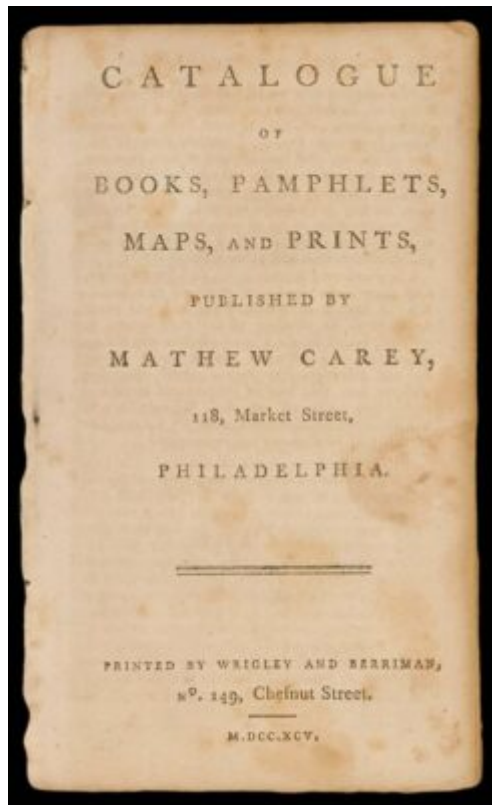 CATALOGUE
OF
BOOKS, PAMPHLETS,
MAPS, AND PRINTS,
PUBLISHED BY
MATHEW CAREY,
118, Market Street,
PHILADELPHIA.
PRINTED BY WRIGLEY AND BERRIMAN,
Nº. 149, Cheſnut Street.
M.DCC.XCV.